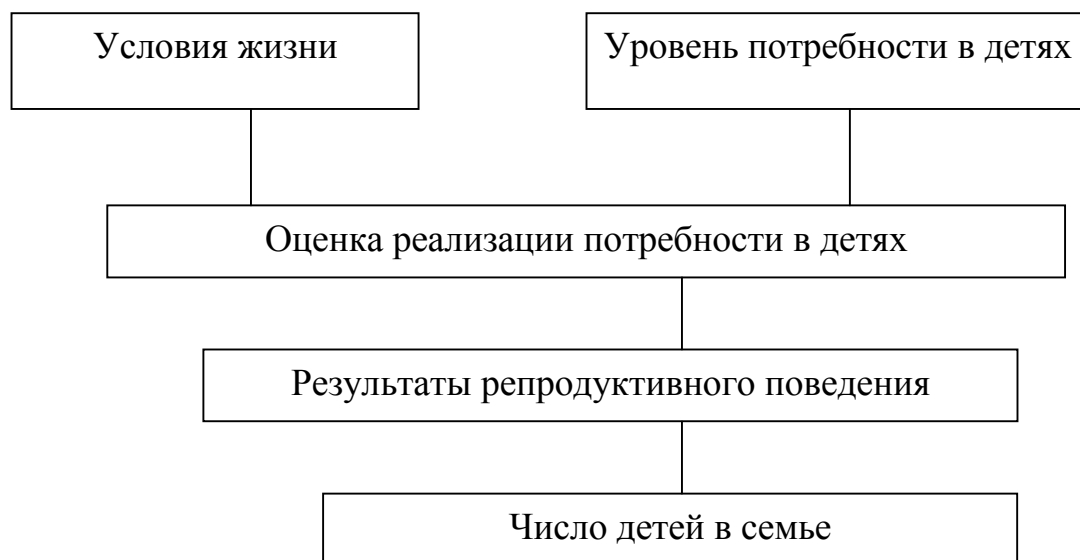 Условия жизни
Уровень потребности в детях
Оценка реализации потребности в детях
Результаты репродуктивного поведения
Число детей в семье